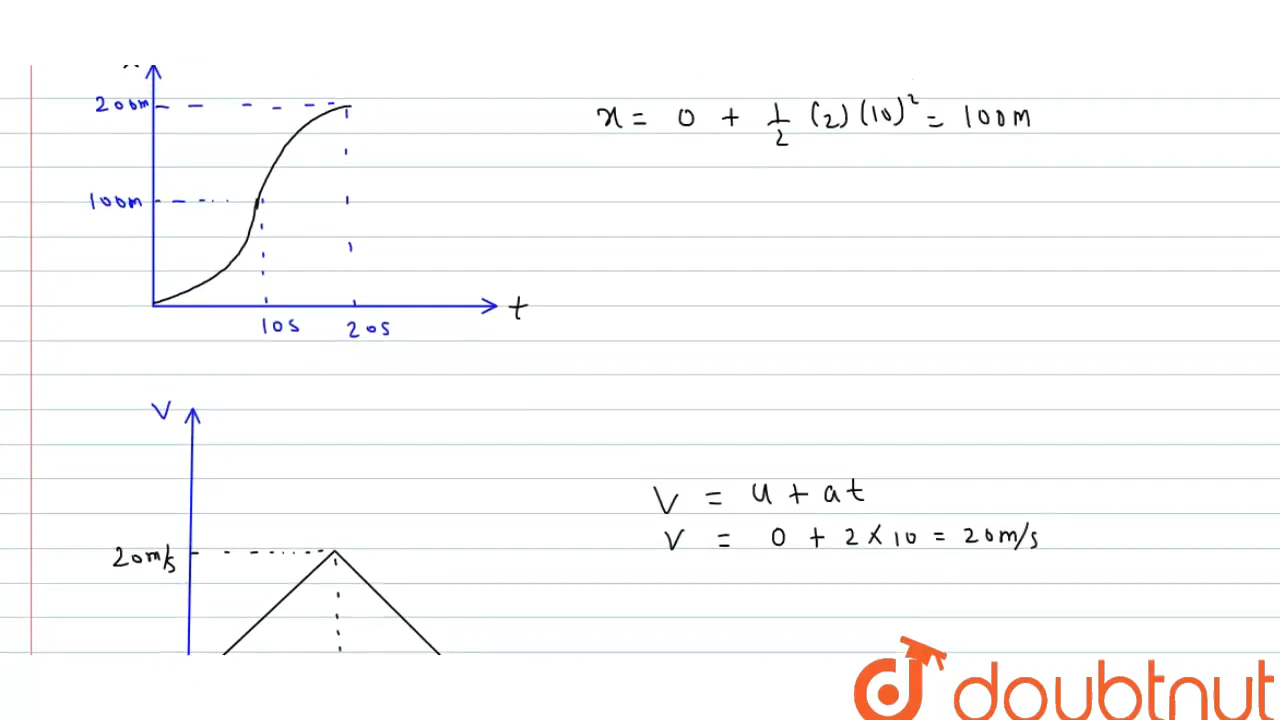 200m
x = 0 + 1/2 (2) (10)² = 100m
100m
t
10s 20s
V
V = u + at
V = 0 + 2 × 10 = 20m/s
20m/s
doubtnut